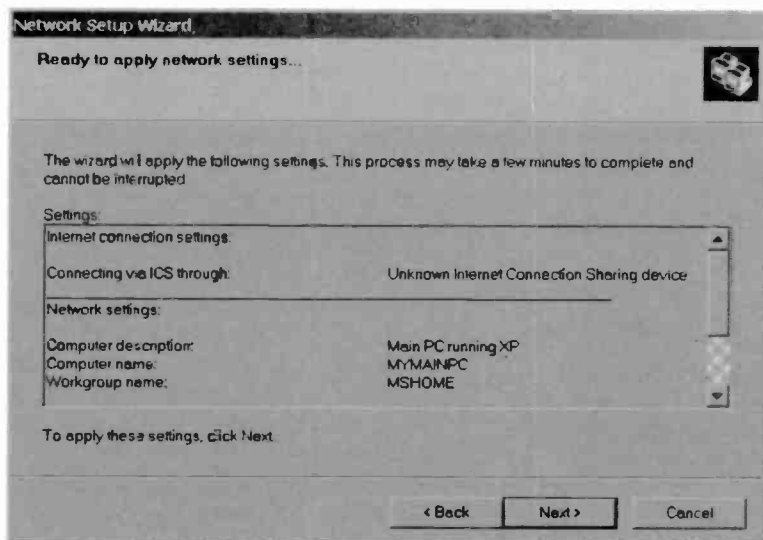 Network Setup Wizard
Ready to apply network settings...
The wizard will apply the following settings. This process may take a few minutes to complete and
cannot be interrupted
Settings:
Internet connection settings:
Connecting via ICS through: Unknown Internet Connection Sharing device
Network settings:
Computer description: Main PC running XP
Computer name: MYMAINPC
Workgroup name: MSHOME
To apply these settings, click Next
< Back Next > Cancel